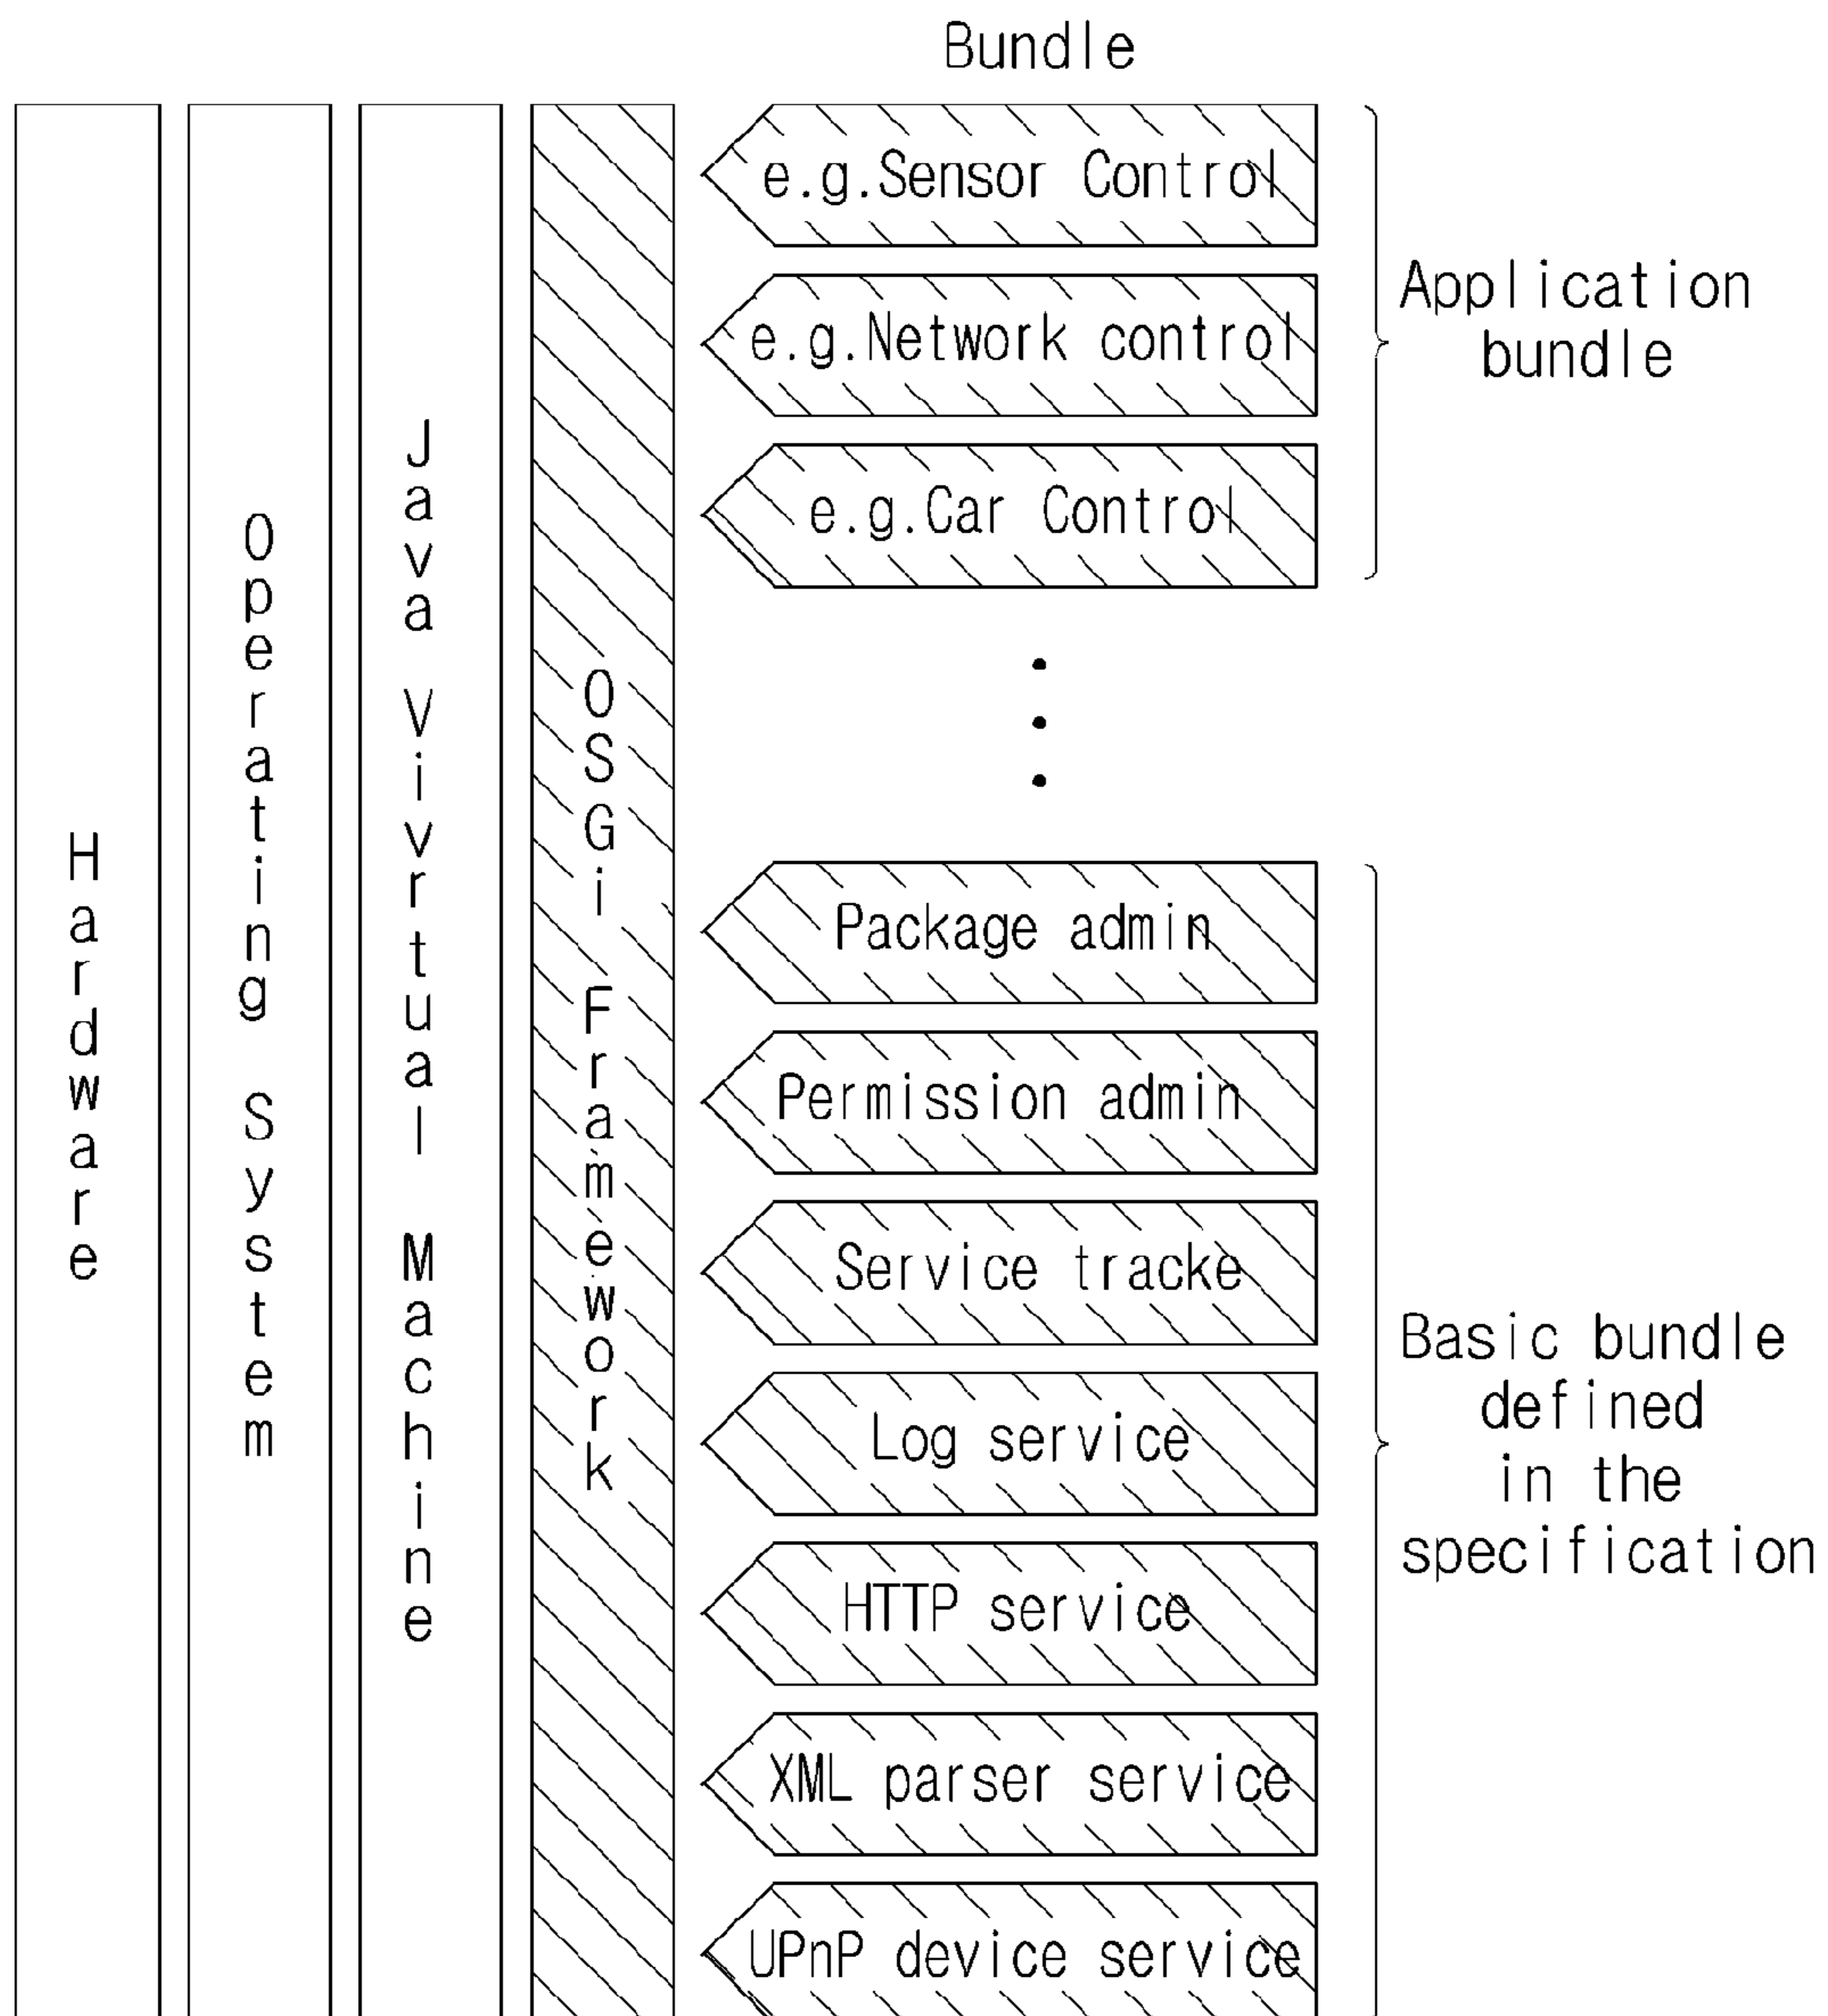 Bundle
Hardware
Operating System
Java Virvtual Machine
OSGi Framework
e.g.Sensor Control
e.g.Network control
e.g.Car Control
Application
bundle
Package admin
Permission admin
Service tracke
Log service
HTTP service
XML parser service
UPnP device service
Basic bundle
defined
in the
specification